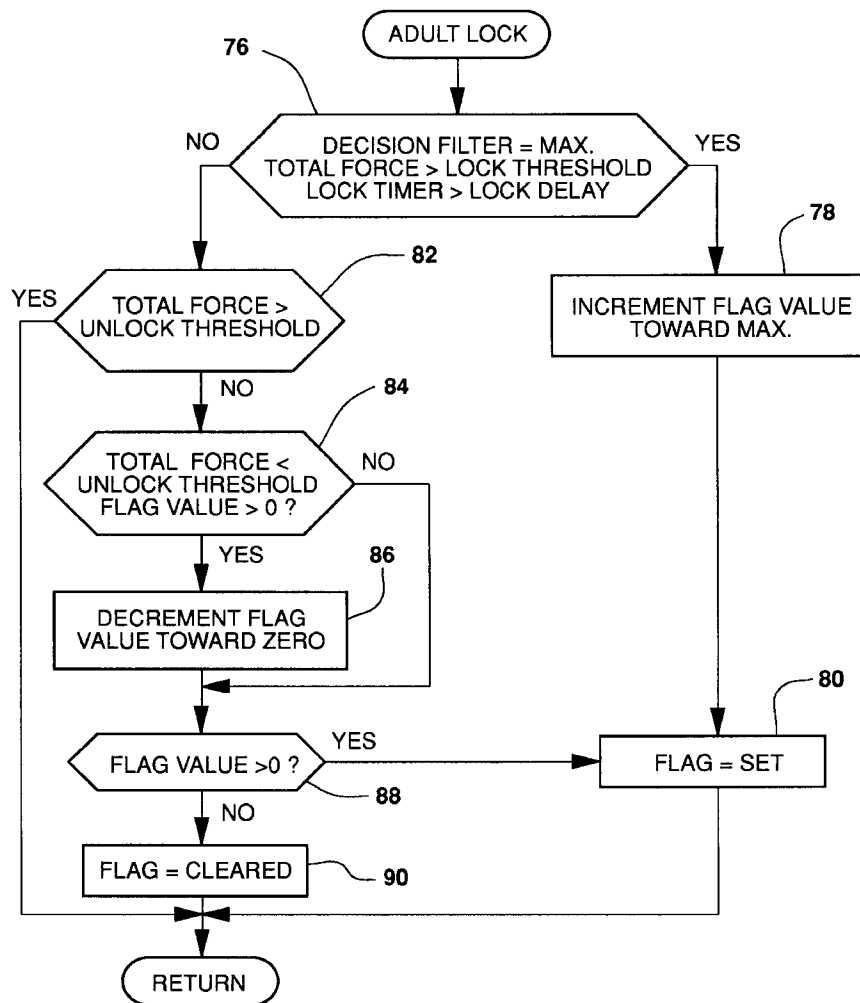 ADULT LOCK
76
NO
DECISION FILTER = MAX.
TOTAL FORCE > LOCK THRESHOLD
LOCK TIMER > LOCK DELAY
YES
78
82
YES
TOTAL FORCE >
UNLOCK THRESHOLD
INCREMENT FLAG VALUE
TOWARD MAX.
NO
84
TOTAL FORCE <
UNLOCK THRESHOLD
FLAG VALUE > 0 ?
NO
YES
86
DECREMENT FLAG
VALUE TOWARD ZERO
80
FLAG VALUE >0 ?
YES
FLAG = SET
88
NO
FLAG = CLEARED
90
RETURN